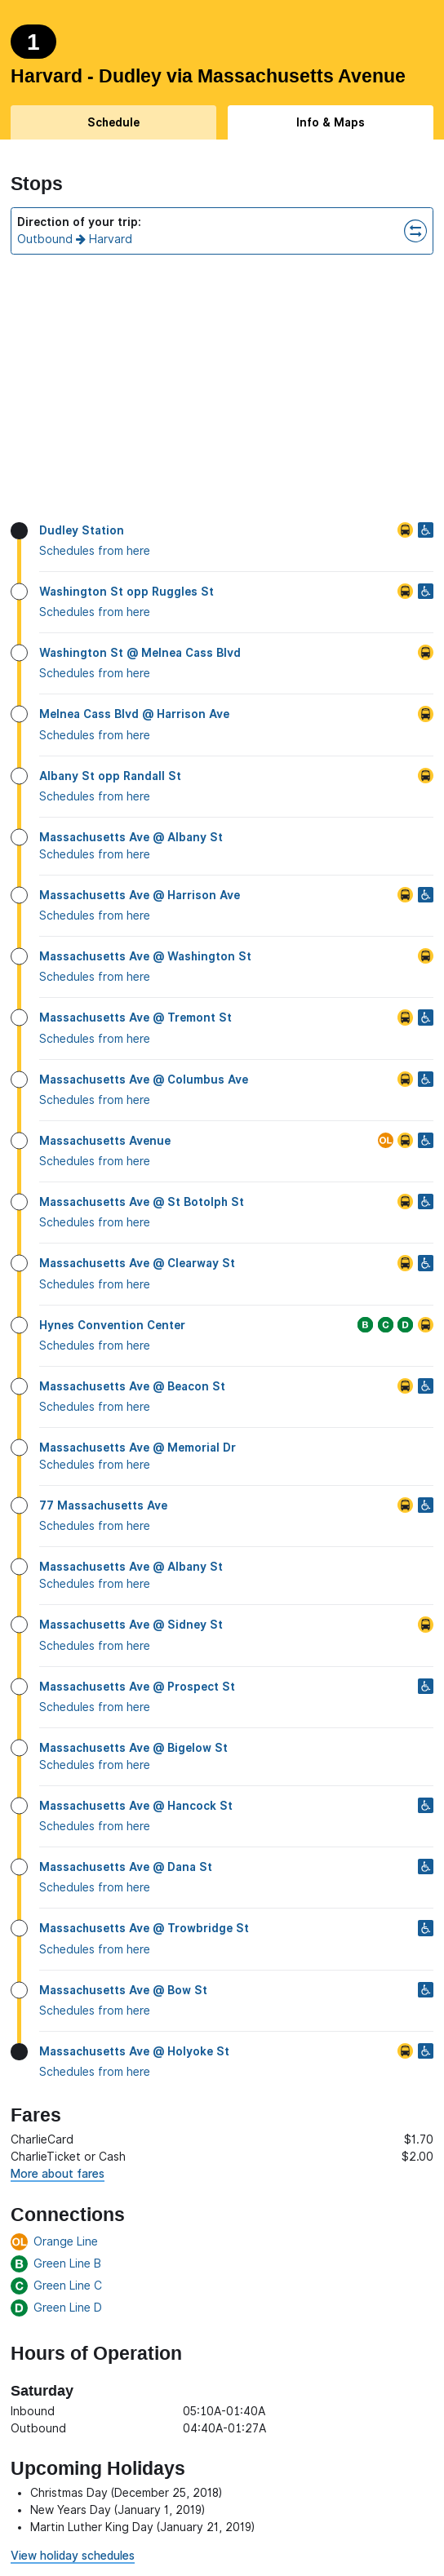 1
Harvard - Dudley via Massachusetts Avenue
Schedule
Info & Maps
Stops
Direction of your trip:
Outbound → Harvard
Dudley Station
Schedules from here
Washington St opp Ruggles St
Schedules from here
Washington St @ Melnea Cass Blvd
Schedules from here
Melnea Cass Blvd @ Harrison Ave
Schedules from here
Albany St opp Randall St
Schedules from here
Massachusetts Ave @ Albany St
Schedules from here
Massachusetts Ave @ Harrison Ave
Schedules from here
Massachusetts Ave @ Washington St
Schedules from here
Massachusetts Ave @ Tremont St
Schedules from here
Massachusetts Ave @ Columbus Ave
Schedules from here
Massachusetts Avenue OL
Schedules from here
Massachusetts Ave @ St Botolph St
Schedules from here
Massachusetts Ave @ Clearway St
Schedules from here
Hynes Convention Center B C D
Schedules from here
Massachusetts Ave @ Beacon St
Schedules from here
Massachusetts Ave @ Memorial Dr
Schedules from here
77 Massachusetts Ave
Schedules from here
Massachusetts Ave @ Albany St
Schedules from here
Massachusetts Ave @ Sidney St
Schedules from here
Massachusetts Ave @ Prospect St
Schedules from here
Massachusetts Ave @ Bigelow St
Schedules from here
Massachusetts Ave @ Hancock St
Schedules from here
Massachusetts Ave @ Dana St
Schedules from here
Massachusetts Ave @ Trowbridge St
Schedules from here
Massachusetts Ave @ Bow St
Schedules from here
Massachusetts Ave @ Holyoke St
Schedules from here
Fares
CharlieCard $1.70
CharlieTicket or Cash $2.00
More about fares
Connections
OL Orange Line
B Green Line B
C Green Line C
D Green Line D
Hours of Operation
Saturday
Inbound 05:10A-01:40A
Outbound 04:40A-01:27A
Upcoming Holidays
• Christmas Day (December 25, 2018)
• New Years Day (January 1, 2019)
• Martin Luther King Day (January 21, 2019)
View holiday schedules